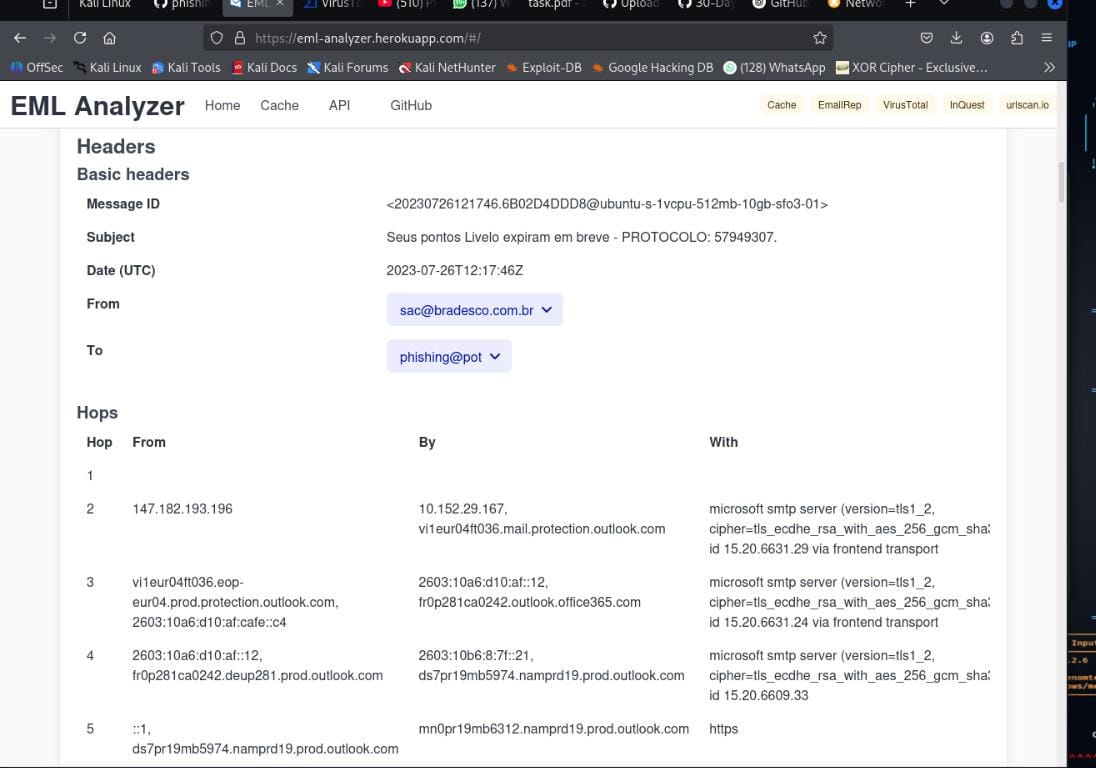 Kali Linux phishin EML × VirusT (510) P (137) W task.pdf - Upload 30-Day GitHu Netwo
https://eml-analyzer.herokuapp.com/#/
OffSec Kali Linux Kali Tools Kali Docs Kali Forums Kali NetHunter Exploit-DB Google Hacking DB (128) WhatsApp XOR Cipher - Exclusive...
EML Analyzer Home Cache API GitHub Cache EmailRep VirusTotal InQuest urlscan.io
Headers
Basic headers
Message ID <20230726121746.6B02D4DDD8@ubuntu-s-1vcpu-512mb-10gb-sfo3-01>
Subject Seus pontos Livelo expiram em breve - PROTOCOLO: 57949307.
Date (UTC) 2023-07-26T12:17:46Z
From sac@bradesco.com.br
To phishing@pot
Hops
Hop From By With
1
2 147.182.193.196 10.152.29.167, microsoft smtp server (version=tls1_2,
vi1eur04ft036.mail.protection.outlook.com cipher=tls_ecdhe_rsa_with_aes_256_gcm_sha3
id 15.20.6631.29 via frontend transport
3 vi1eur04ft036.eop- 2603:10a6:d10:af::12, microsoft smtp server (version=tls1_2,
eur04.prod.protection.outlook.com, fr0p281ca0242.outlook.office365.com cipher=tls_ecdhe_rsa_with_aes_256_gcm_sha3
2603:10a6:d10:af:cafe::c4 id 15.20.6631.24 via frontend transport
4 2603:10a6:d10:af::12, 2603:10b6:8:7f::21, microsoft smtp server (version=tls1_2,
fr0p281ca0242.deup281.prod.outlook.com ds7pr19mb5974.namprd19.prod.outlook.com cipher=tls_ecdhe_rsa_with_aes_256_gcm_sha3
id 15.20.6609.33
5 ::1, mn0pr19mb6312.namprd19.prod.outlook.com https
ds7pr19mb5974.namprd19.prod.outlook.com
Input
.2.6